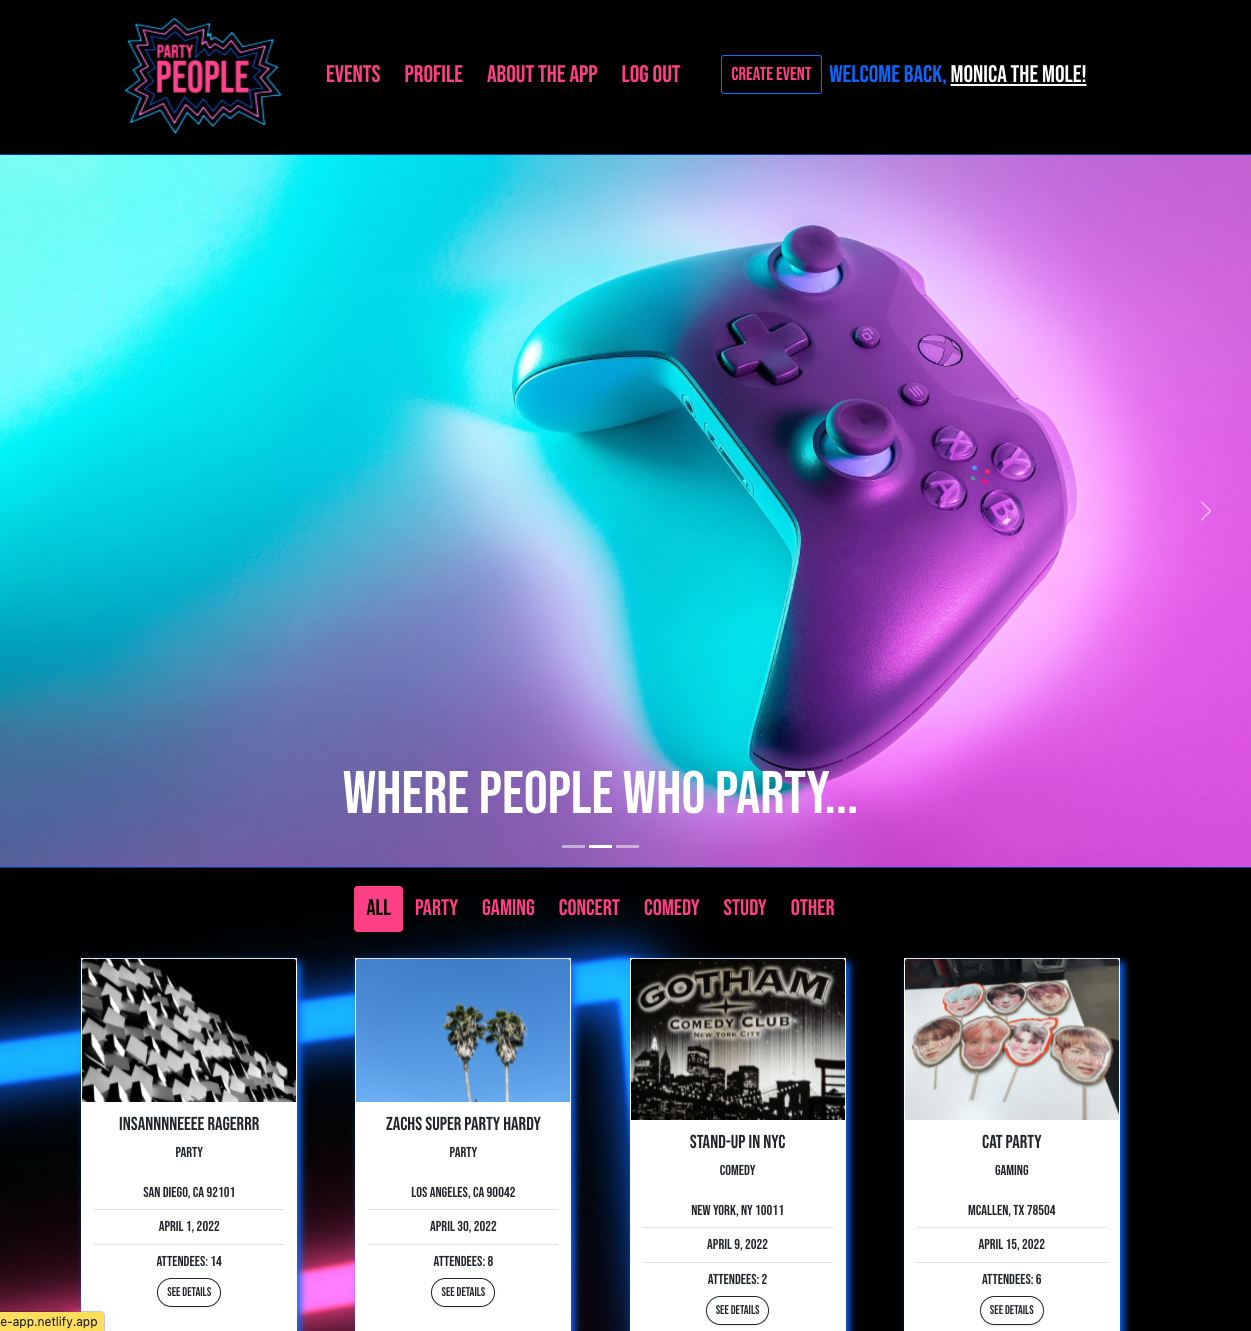 PARTY
PEOPLE
EVENTS PROFILE ABOUT THE APP LOG OUT CREATE EVENT WELCOME BACK, MONICA THE MOLE!
X Y A B
WHERE PEOPLE WHO PARTY...
ALL PARTY GAMING CONCERT COMEDY STUDY OTHER
GOTHAM
COMEDY CLUB
NEW YORK CITY
INSANNNNEEEE RAGERRR
PARTY
SAN DIEGO, CA 92101
APRIL 1, 2022
ATTENDEES: 14
SEE DETAILS
ZACHS SUPER PARTY HARDY
PARTY
LOS ANGELES, CA 90042
APRIL 30, 2022
ATTENDEES: 8
SEE DETAILS
STAND-UP IN NYC
COMEDY
NEW YORK, NY 10011
APRIL 9, 2022
ATTENDEES: 2
SEE DETAILS
CAT PARTY
GAMING
MCALLEN, TX 78504
APRIL 15, 2022
ATTENDEES: 6
SEE DETAILS
e-app.netlify.app